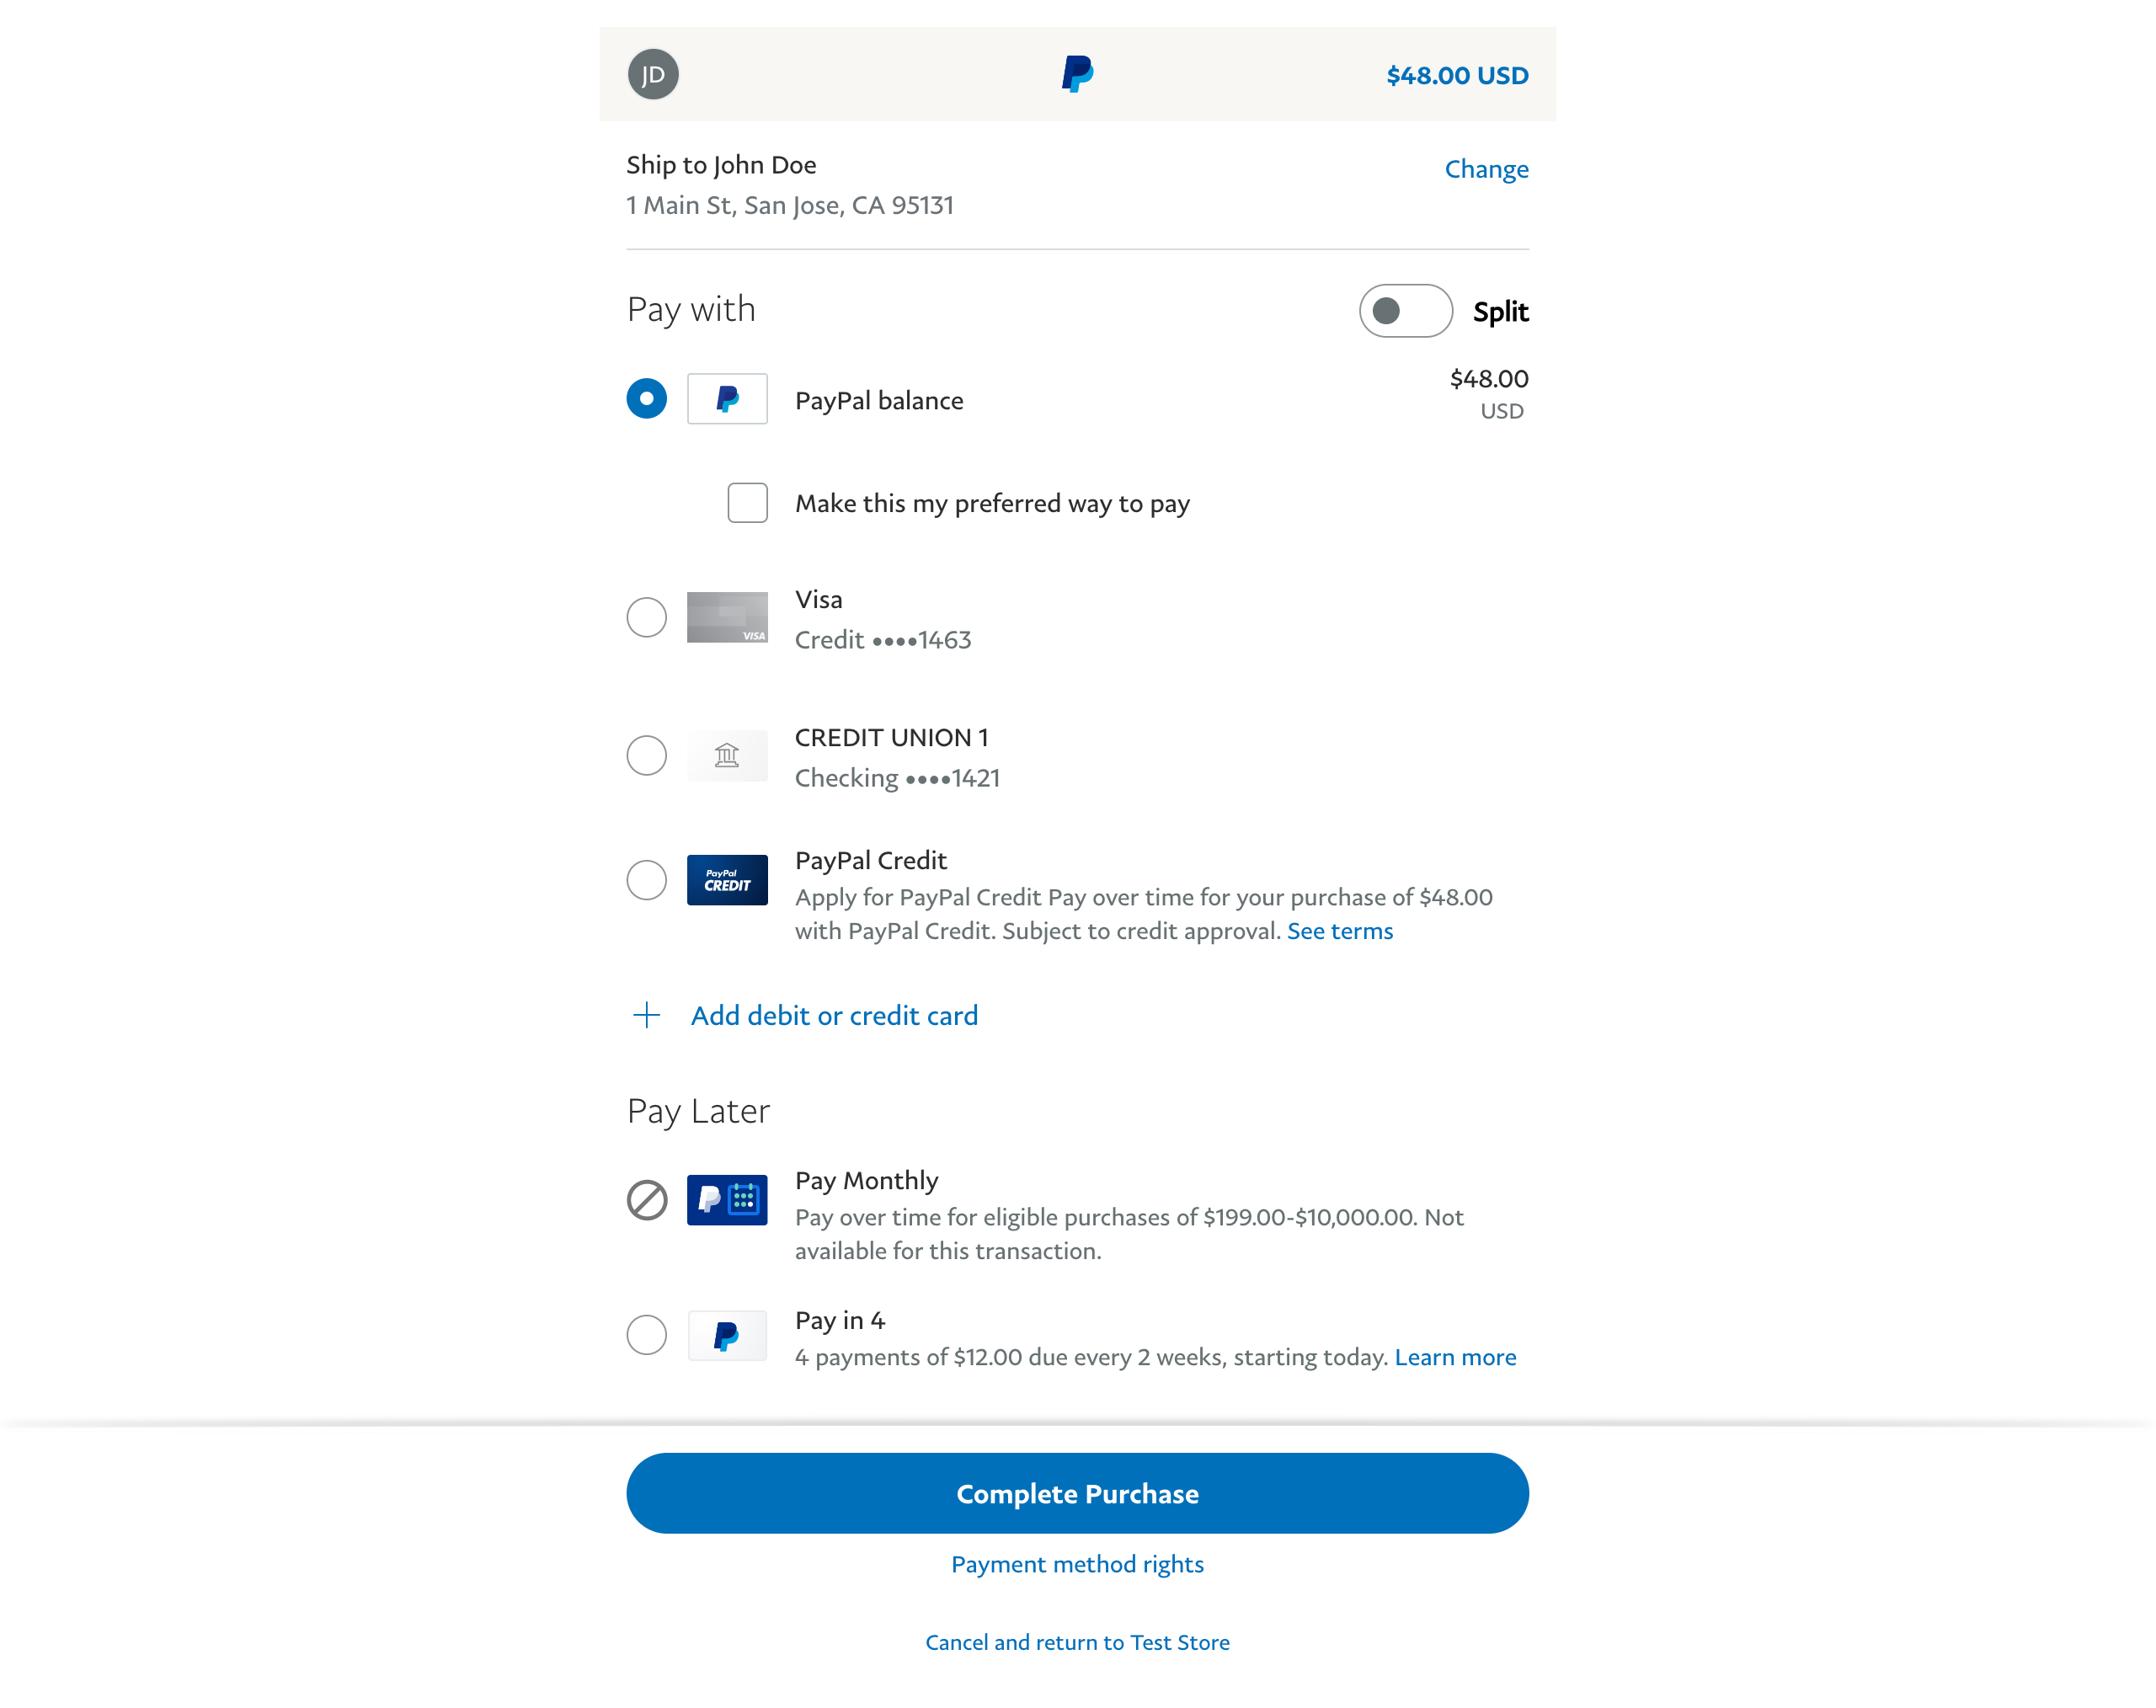 JD
$48.00 USD
Ship to John Doe
Change
1 Main St, San Jose, CA 95131
Pay with
Split
PayPal balance
$48.00
USD
Make this my preferred way to pay
Visa
VISA
Credit ••••1463
CREDIT UNION 1
Checking ••••1421
PayPal Credit
PayPal
CREDIT
Apply for PayPal Credit Pay over time for your purchase of $48.00
with PayPal Credit. Subject to credit approval. See terms
Add debit or credit card
Pay Later
Pay Monthly
Pay over time for eligible purchases of $199.00-$10,000.00. Not
available for this transaction.
Pay in 4
4 payments of $12.00 due every 2 weeks, starting today. Learn more
Complete Purchase
Payment method rights
Cancel and return to Test Store